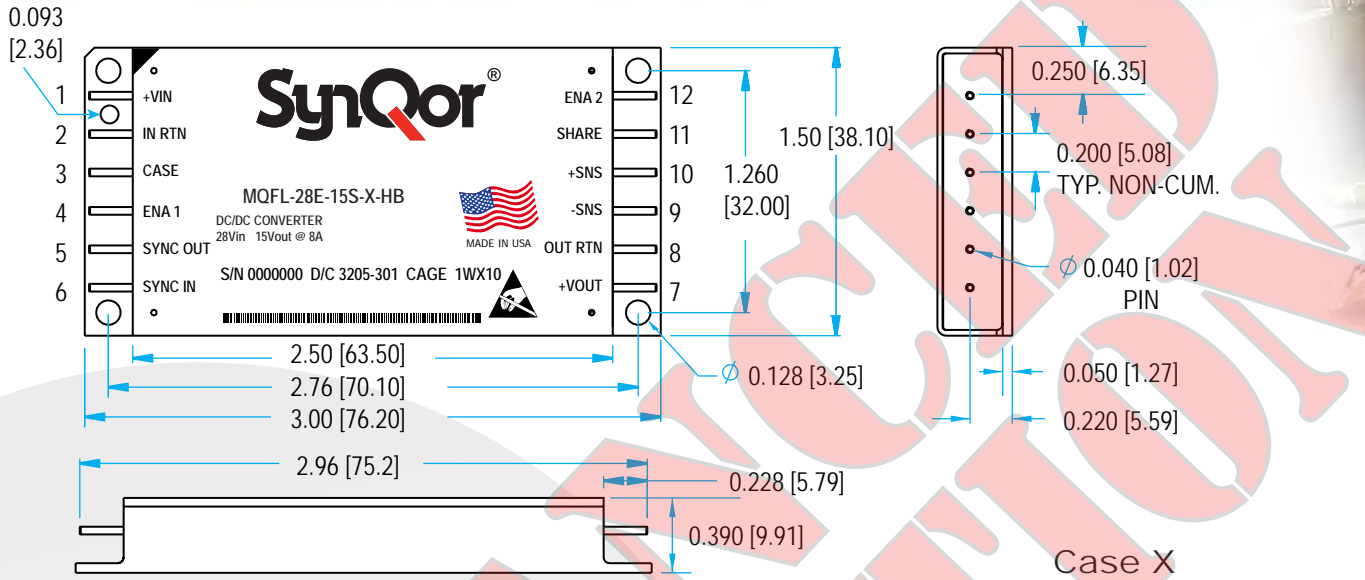 0.093
[2.36]
SynQor®
1 +VIN
2 IN RTN
3 CASE
4 ENA 1
5 SYNC OUT
6 SYNC IN
ENA 2 12
SHARE 11
+SNS 10
-SNS 9
OUT RTN 8
+VOUT 7
MQFL-28E-15S-X-HB
DC/DC CONVERTER
28Vin 15Vout @ 8A
MADE IN USA
S/N 0000000 D/C 3205-301 CAGE 1WX10
1.50 [38.10]
1.260
[32.00]
2.50 [63.50]
2.76 [70.10]
3.00 [76.20]
Ø 0.128 [3.25]
0.250 [6.35]
0.200 [5.08]
TYP. NON-CUM.
Ø 0.040 [1.02]
PIN
0.050 [1.27]
0.220 [5.59]
2.96 [75.2]
0.228 [5.79]
0.390 [9.91]
Case X